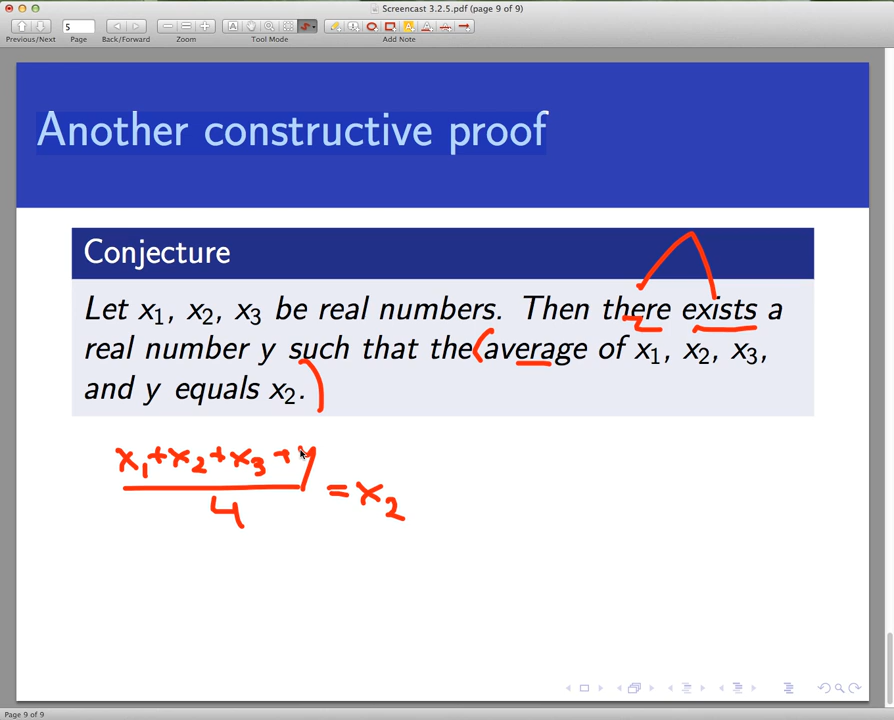 Screencast 3.2.5.pdf (page 9 of 9)
5
Previous/Next Page Back/Forward Zoom Tool Mode Add Note
Another constructive proof
Conjecture
Let x₁, x₂, x₃ be real numbers. Then there exists a
real number y such that the average of x₁, x₂, x₃,
and y equals x₂.
x₁+x₂+x₃+y
= x₂
4
Page 9 of 9